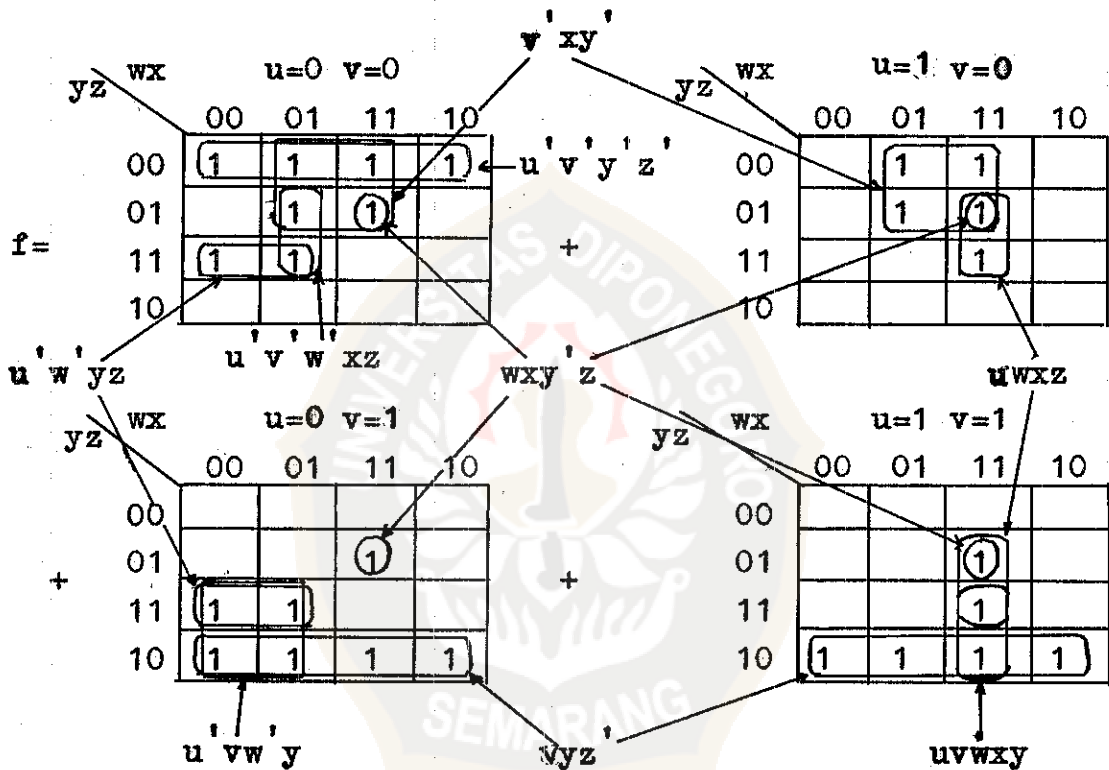 v'xy'
wx u=0 v=0
yz
00 01 11 10
00 1 1 1 1 u'v'y'z'
01 1 1
f= 11 1 1
10
u'v'w'xz
wx u=1 v=0
yz
00 01 11 10
00 1 1
01 1 1
+ 11 1
10
u'w'yz
wxy'z
uwxz
wx u=0 v=1
yz
00 01 11 10
00
01 1
+ 11 1 1
10 1 1 1 1
u'vw'y
vyz'
wx u=1 v=1
yz
00 01 11 10
00
01 1
+ 11 1
10 1 1 1 1
uvwxy
UNIVERSITAS DIPONEGORO
SEMARANG